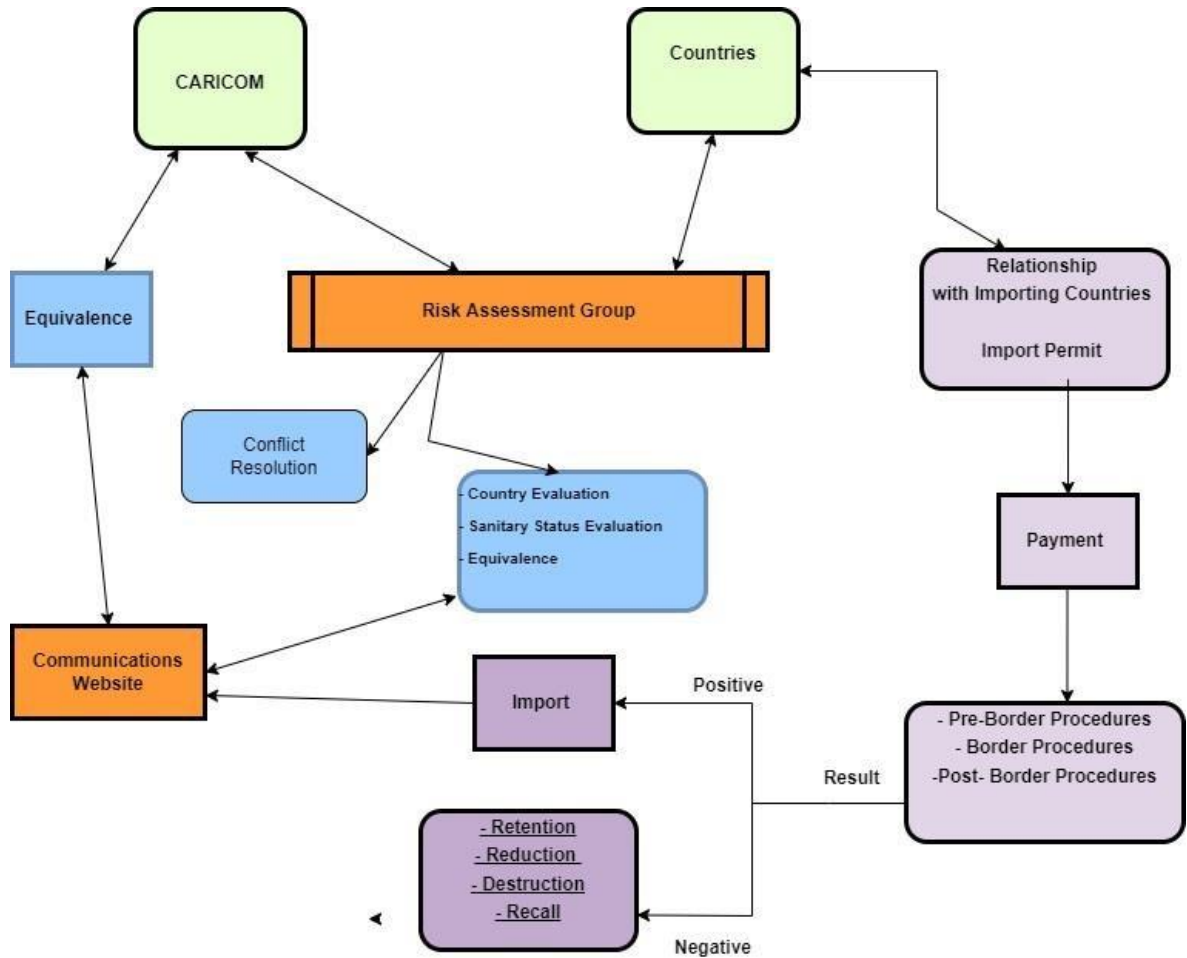 CARICOM
Countries
Equivalence
Risk Assessment Group
Relationship
with Importing Countries
Import Permit
Conflict
Resolution
- Country Evaluation
- Sanitary Status Evaluation
- Equivalence
Payment
Communications
Website
Import
Positive
- Pre-Border Procedures
- Border Procedures
-Post- Border Procedures
Result
- Retention
- Reduction
- Destruction
- Recall
Negative